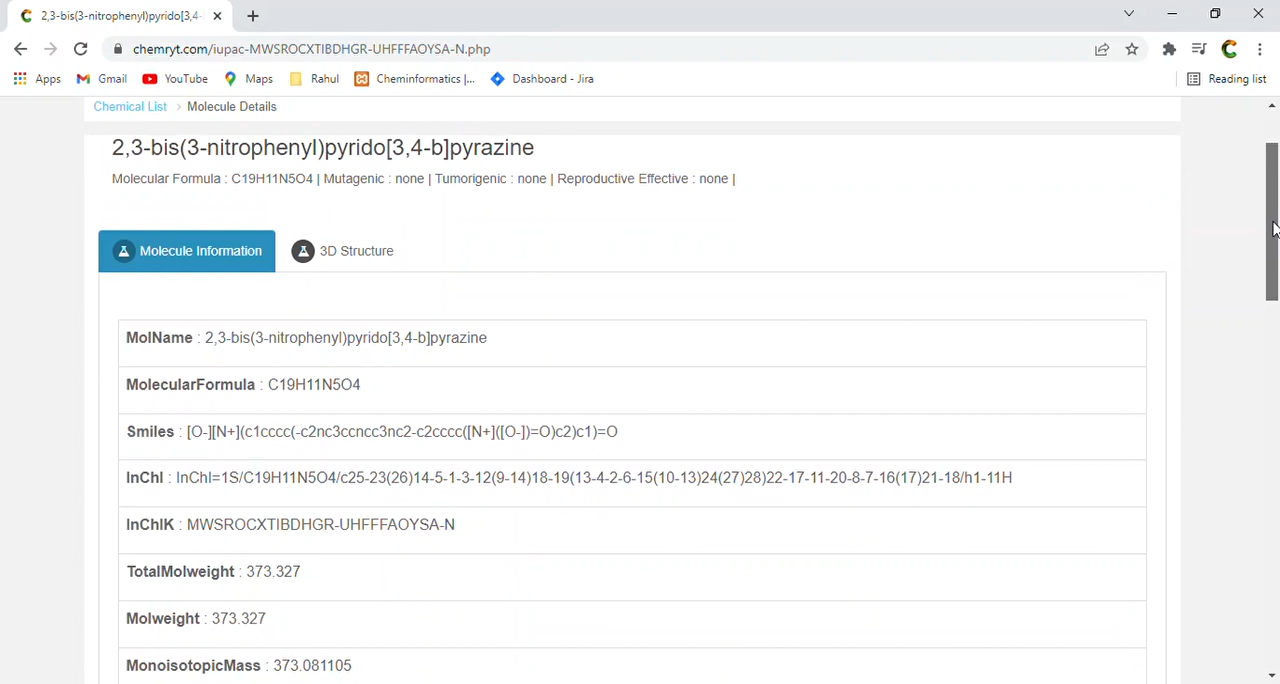 2,3-bis(3-nitrophenyl)pyrido[3,4-
chemryt.com/iupac-MWSROCXTIBDHGR-UHFFFAOYSA-N.php
Apps Gmail YouTube Maps Rahul Cheminformatics |... Dashboard - Jira Reading list
Chemical List > Molecule Details
2,3-bis(3-nitrophenyl)pyrido[3,4-b]pyrazine
Molecular Formula : C19H11N5O4 | Mutagenic : none | Tumorigenic : none | Reproductive Effective : none |
Molecule Information 3D Structure
MolName : 2,3-bis(3-nitrophenyl)pyrido[3,4-b]pyrazine
MolecularFormula : C19H11N5O4
Smiles : [O-][N+](c1cccc(-c2nc3ccncc3nc2-c2cccc([N+]([O-])=O)c2)c1)=O
InChI : InChI=1S/C19H11N5O4/c25-23(26)14-5-1-3-12(9-14)18-19(13-4-2-6-15(10-13)24(27)28)22-17-11-20-8-7-16(17)21-18/h1-11H
InChIK : MWSROCXTIBDHGR-UHFFFAOYSA-N
TotalMolweight : 373.327
Molweight : 373.327
MonoisotopicMass : 373.081105